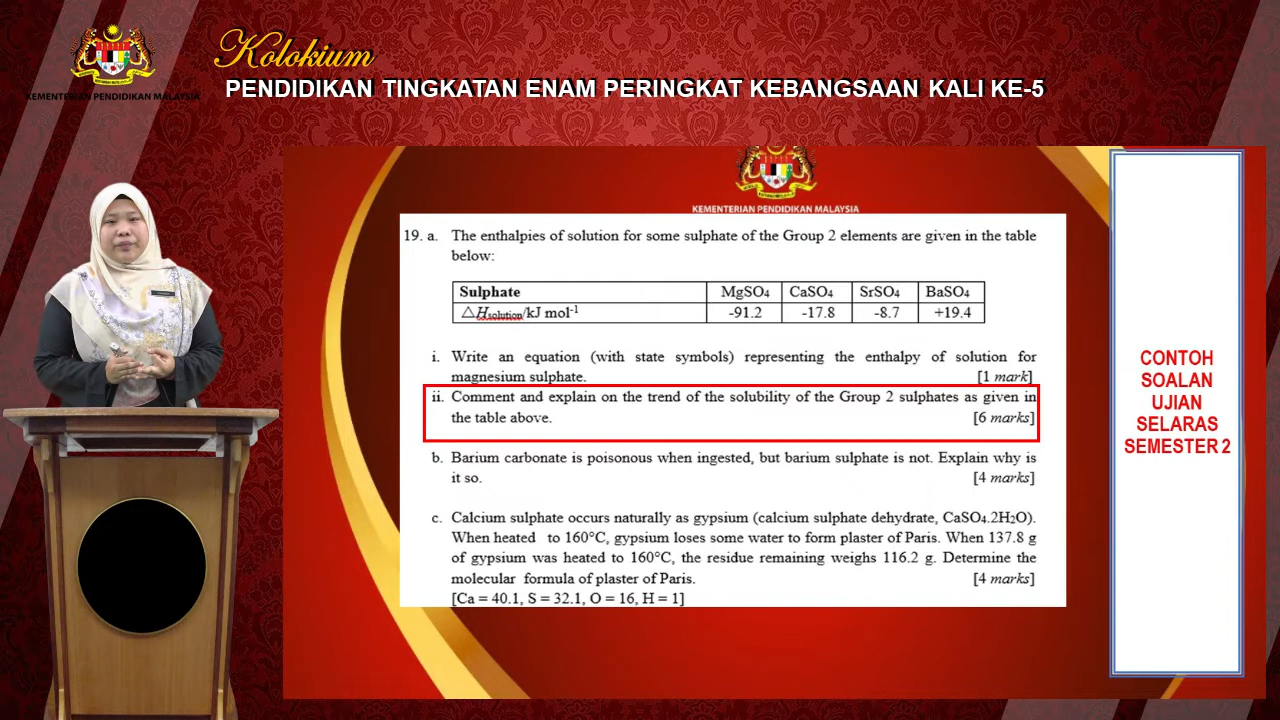 Kolokium
KEMENTERIAN PENDIDIKAN MALAYSIA
PENDIDIKAN TINGKATAN ENAM PERINGKAT KEBANGSAAN KALI KE-5
KEMENTERIAN PENDIDIKAN MALAYSIA
19. a. The enthalpies of solution for some sulphate of the Group 2 elements are given in the table
below:
Sulphate MgSO₄ CaSO₄ SrSO₄ BaSO₄
△Hsolution/kJ mol⁻¹ -91.2 -17.8 -8.7 +19.4
i. Write an equation (with state symbols) representing the enthalpy of solution for
magnesium sulphate. [1 mark]
ii. Comment and explain on the trend of the solubility of the Group 2 sulphates as given in
the table above. [6 marks]
b. Barium carbonate is poisonous when ingested, but barium sulphate is not. Explain why is
it so. [4 marks]
c. Calcium sulphate occurs naturally as gypsium (calcium sulphate dehydrate, CaSO₄.2H₂O).
When heated to 160°C, gypsium loses some water to form plaster of Paris. When 137.8 g
of gypsium was heated to 160°C, the residue remaining weighs 116.2 g. Determine the
molecular formula of plaster of Paris. [4 marks]
[Ca = 40.1, S = 32.1, O = 16, H = 1]
CONTOH
SOALAN
UJIAN
SELARAS
SEMESTER 2